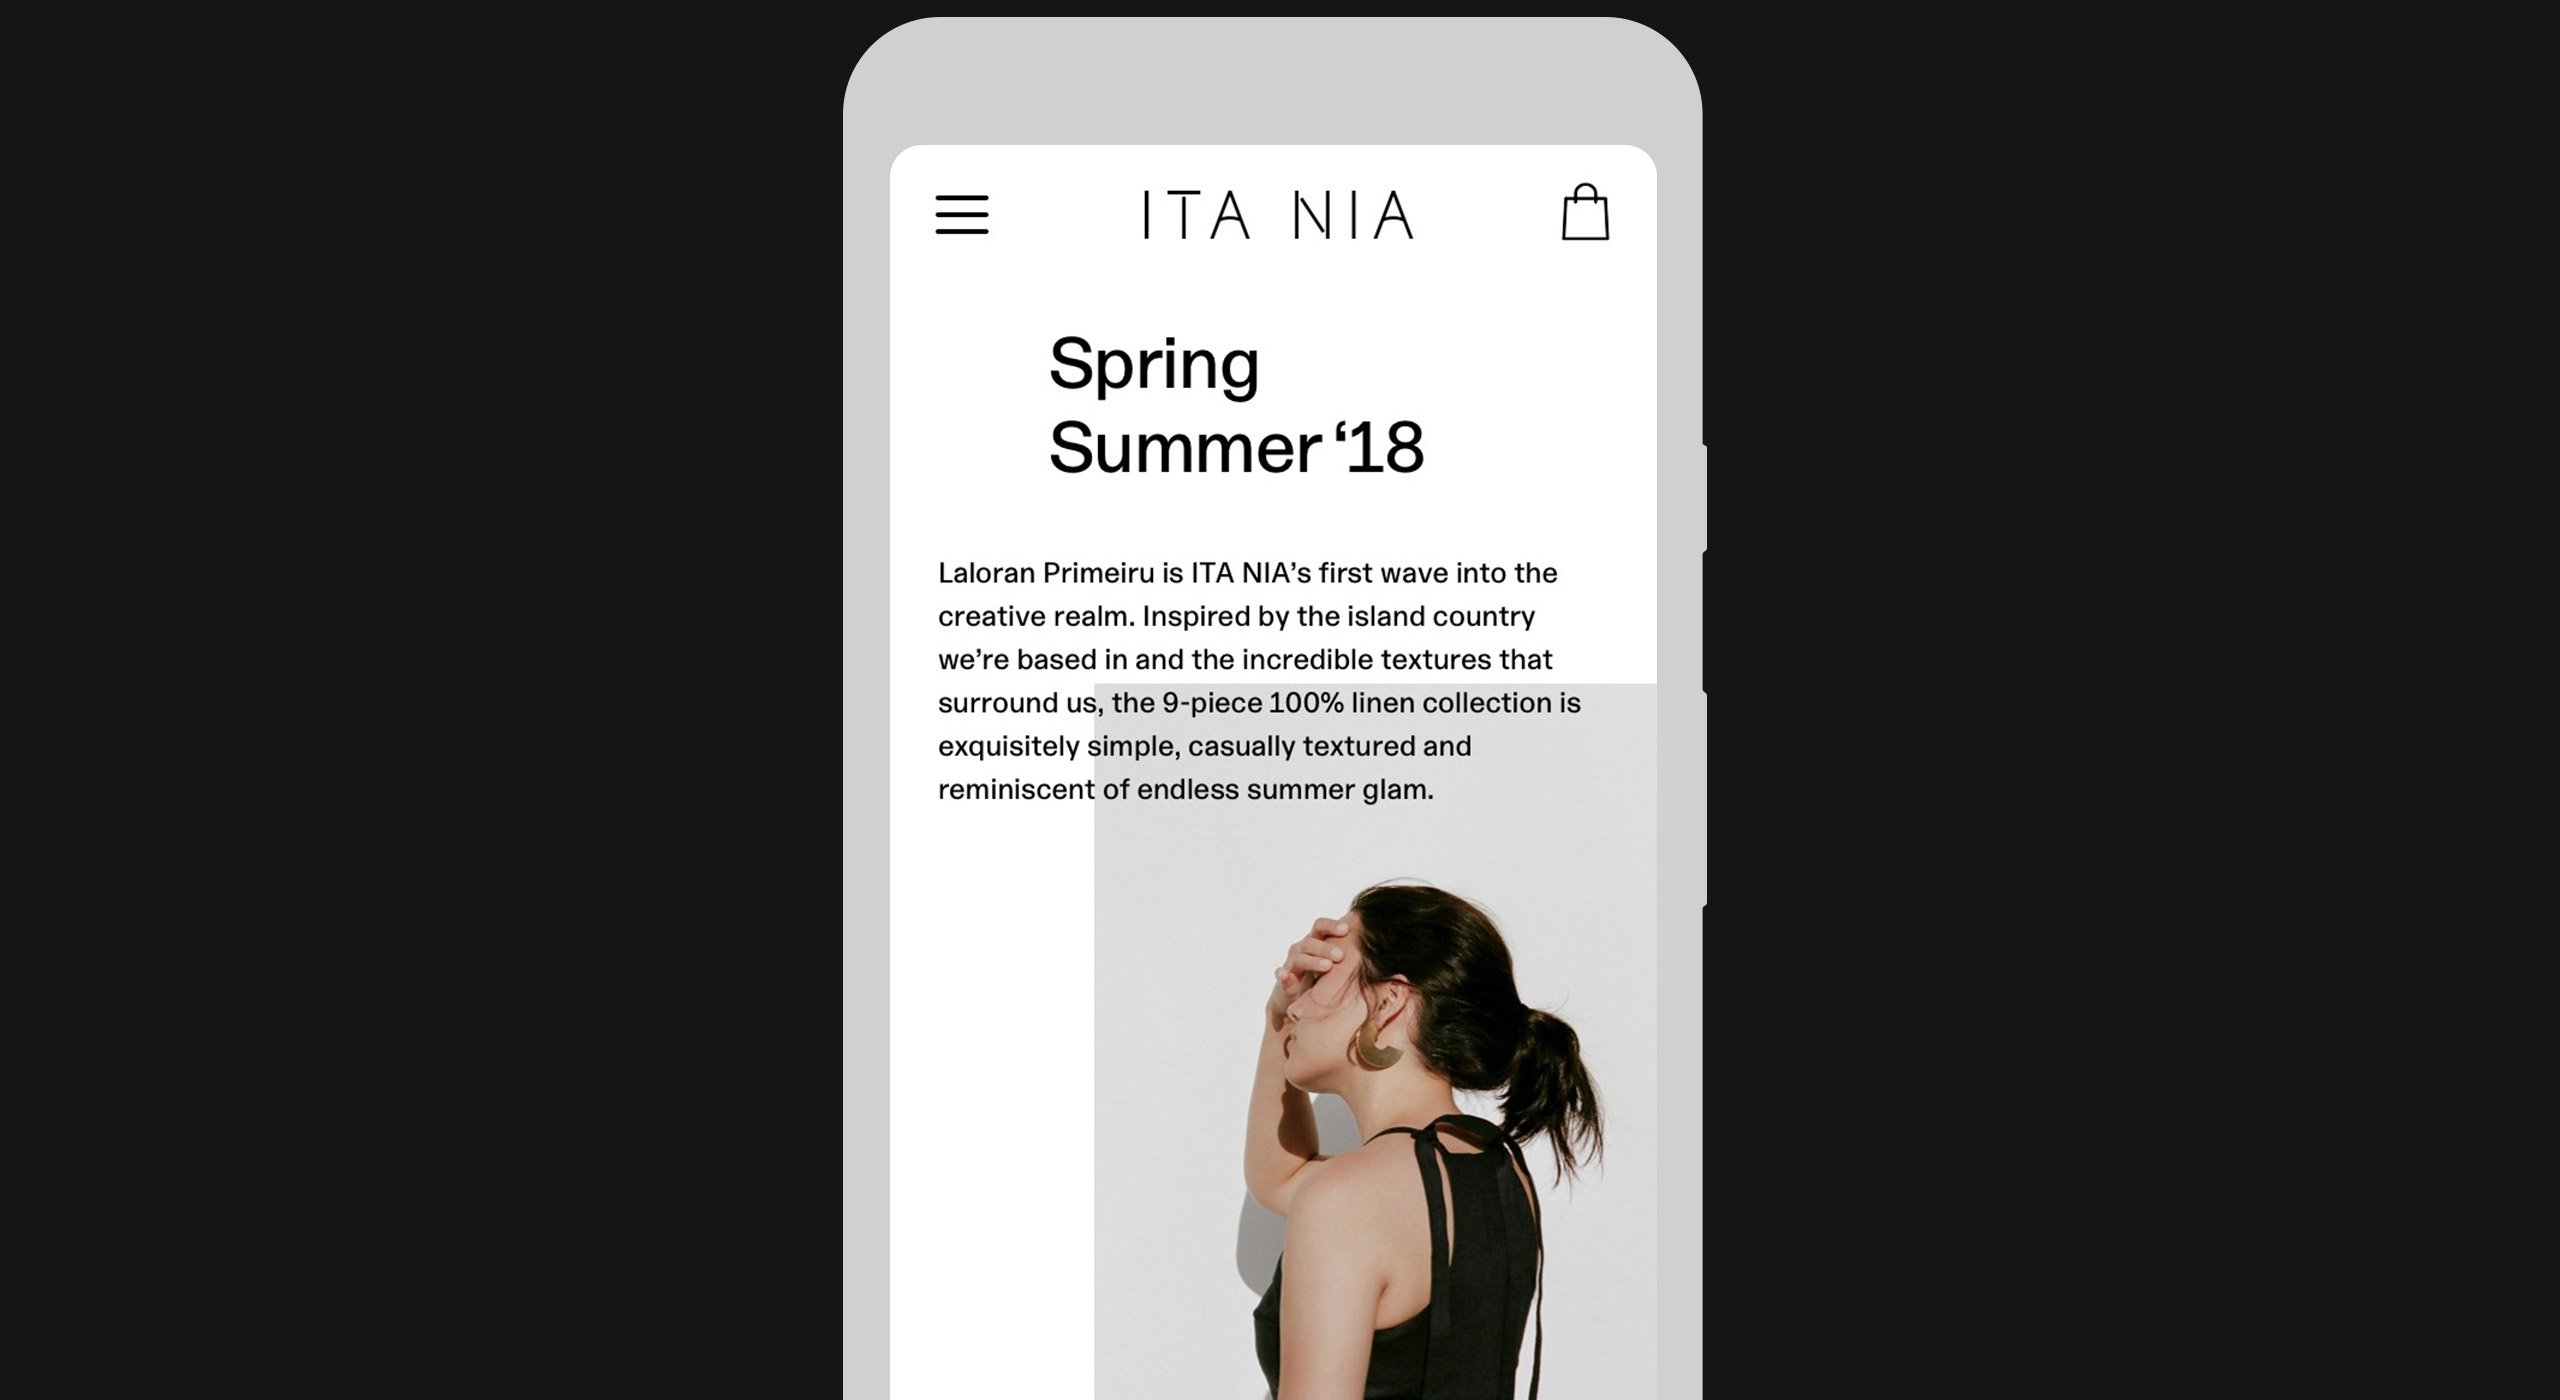 ITA NIA
Spring
Summer ‘18
Laloran Primeiru is ITA NIA’s first wave into the
creative realm. Inspired by the island country
we’re based in and the incredible textures that
surround us, the 9-piece 100% linen collection is
exquisitely simple, casually textured and
reminiscent of endless summer glam.